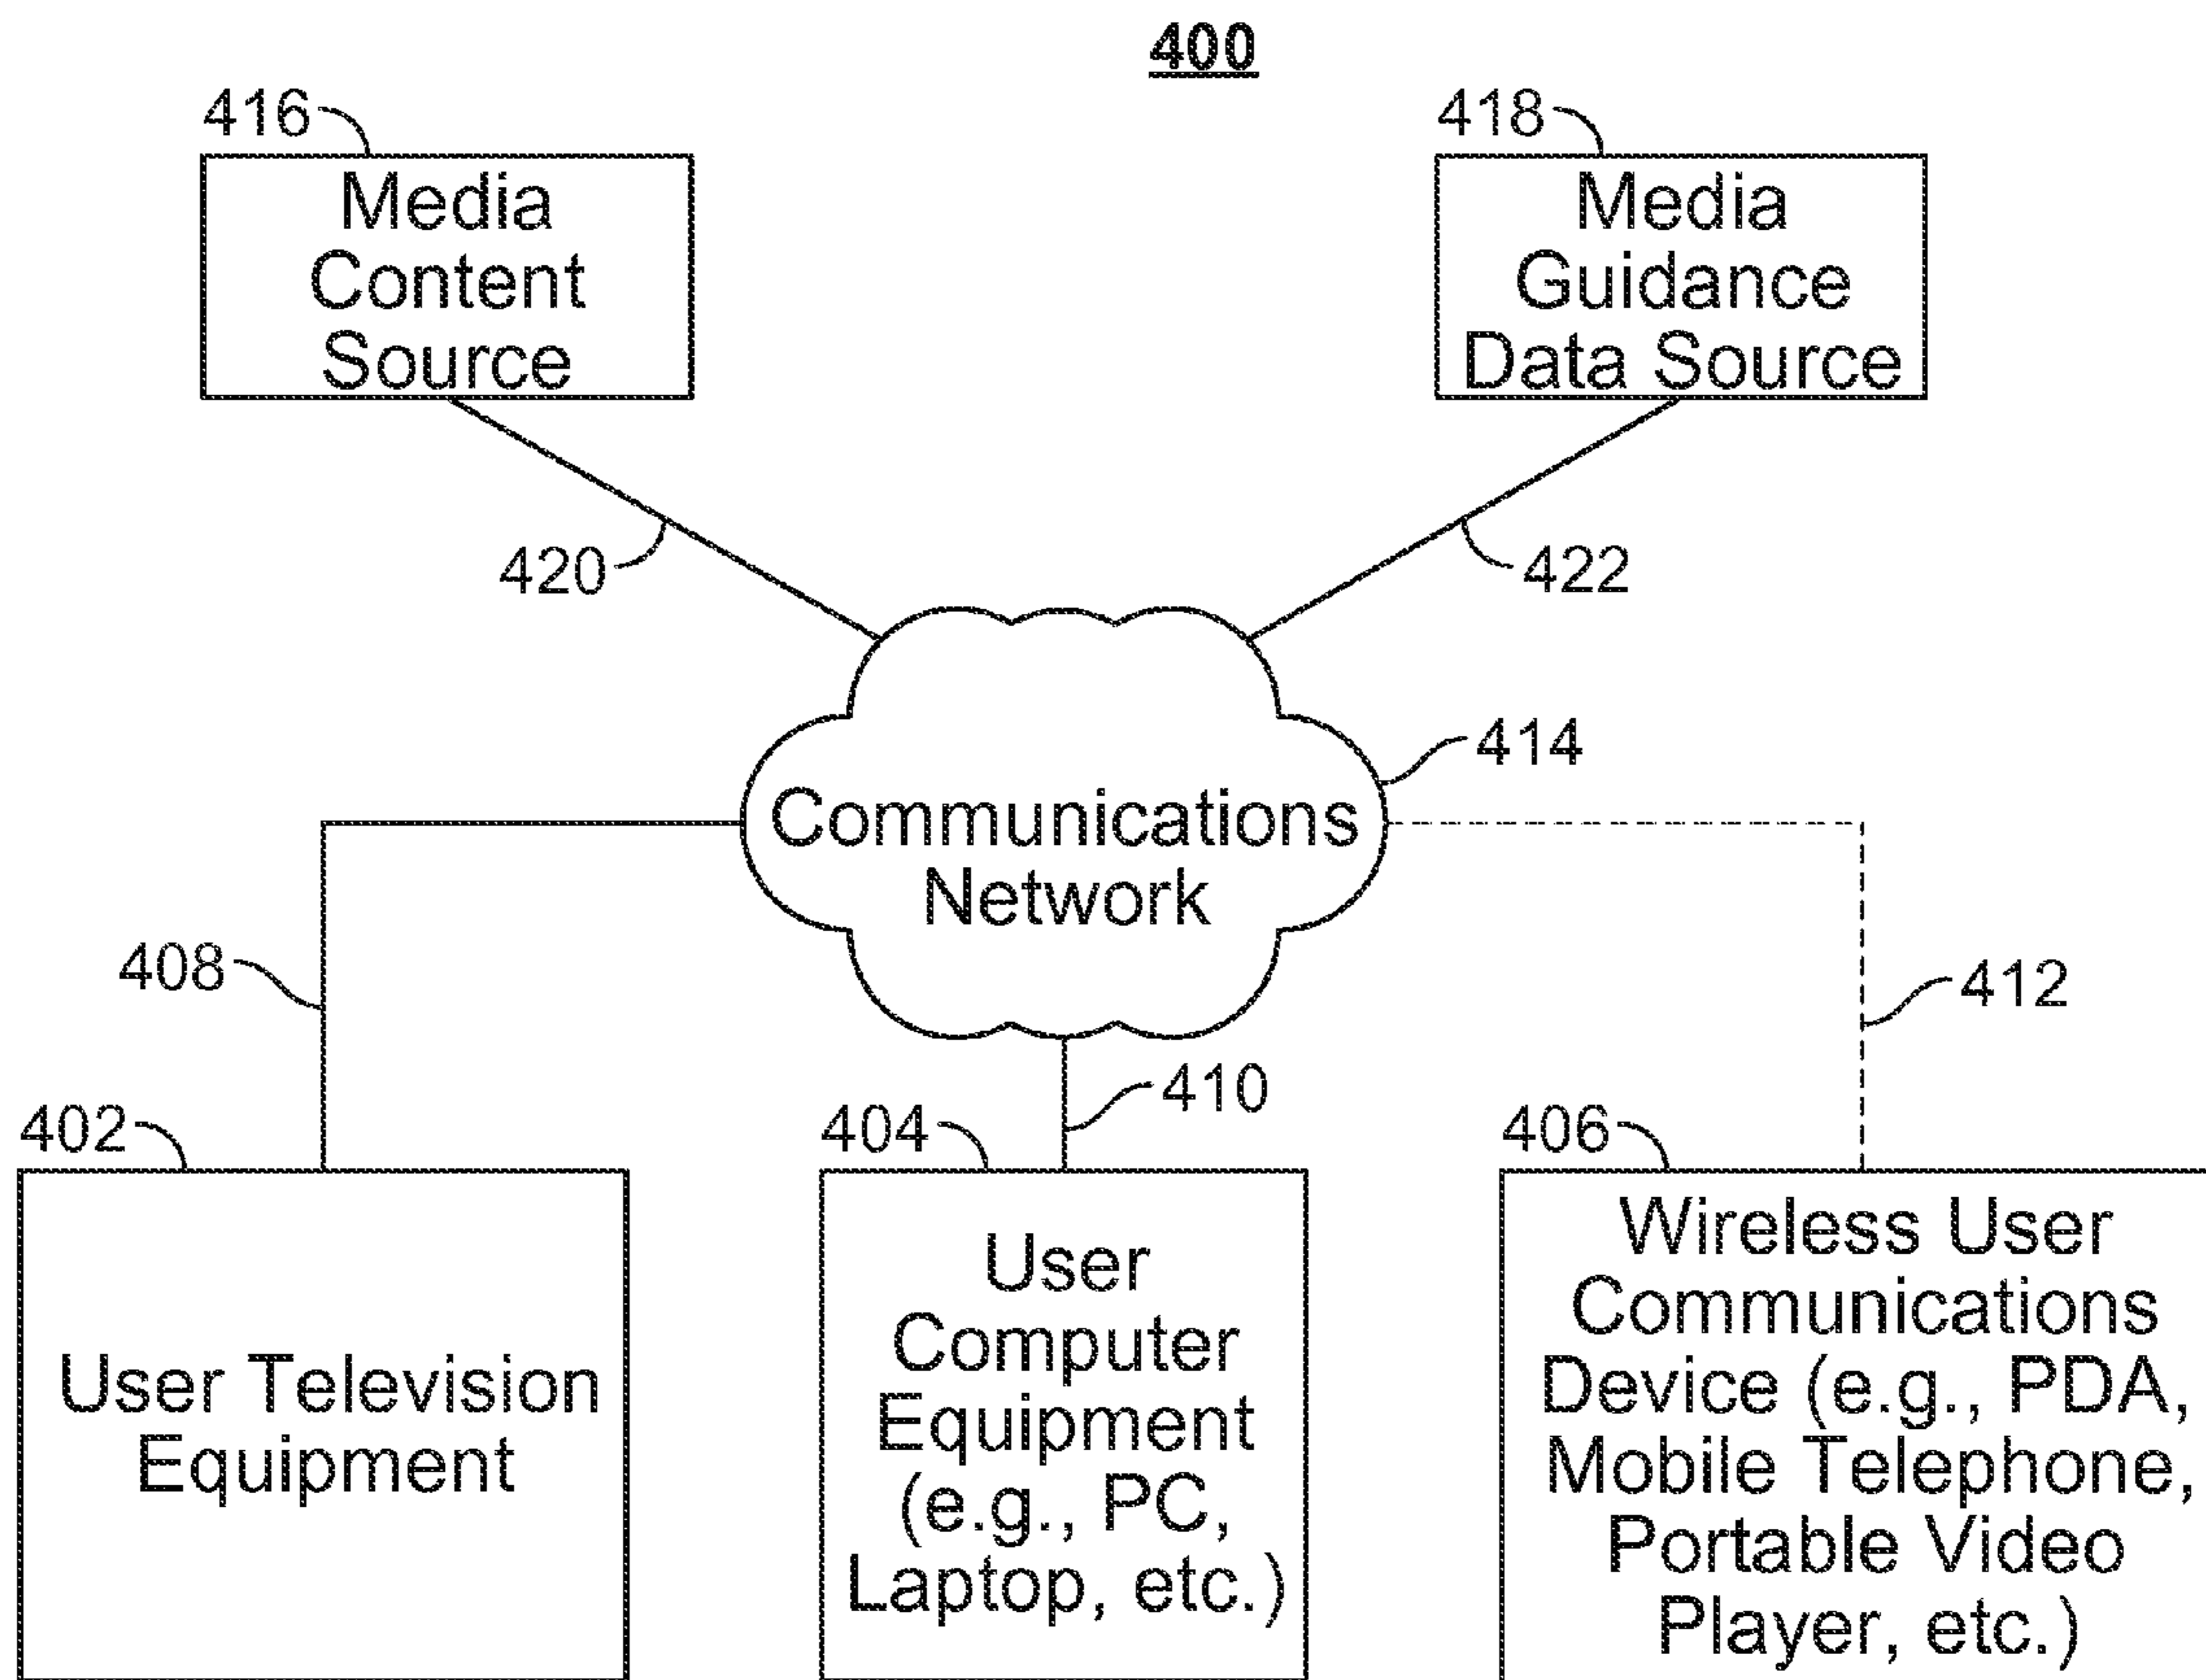 400
416
Media
Content
Source
418
Media
Guidance
Data Source
420
422
414
Communications
Network
408
412
410
402
User Television
Equipment
404
User
Computer
Equipment
(e.g., PC,
Laptop, etc.)
406
Wireless User
Communications
Device (e.g., PDA,
Mobile Telephone,
Portable Video
Player, etc.)